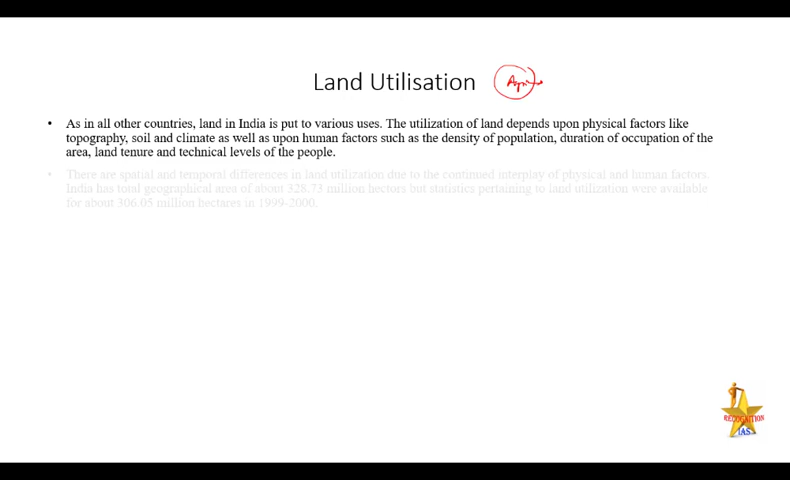 Land Utilisation
• As in all other countries, land in India is put to various uses. The utilization of land depends upon physical factors like
topography, soil and climate as well as upon human factors such as the density of population, duration of occupation of the
area, land tenure and technical levels of the people.
• There are spatial and temporal differences in land utilization due to the continued interplay of physical and human factors.
India has total geographical area of about 328.73 million hectors but statistics pertaining to land utilization were available
for about 306.05 million hectares in 1999-2000.
RECOGNITION
IAS